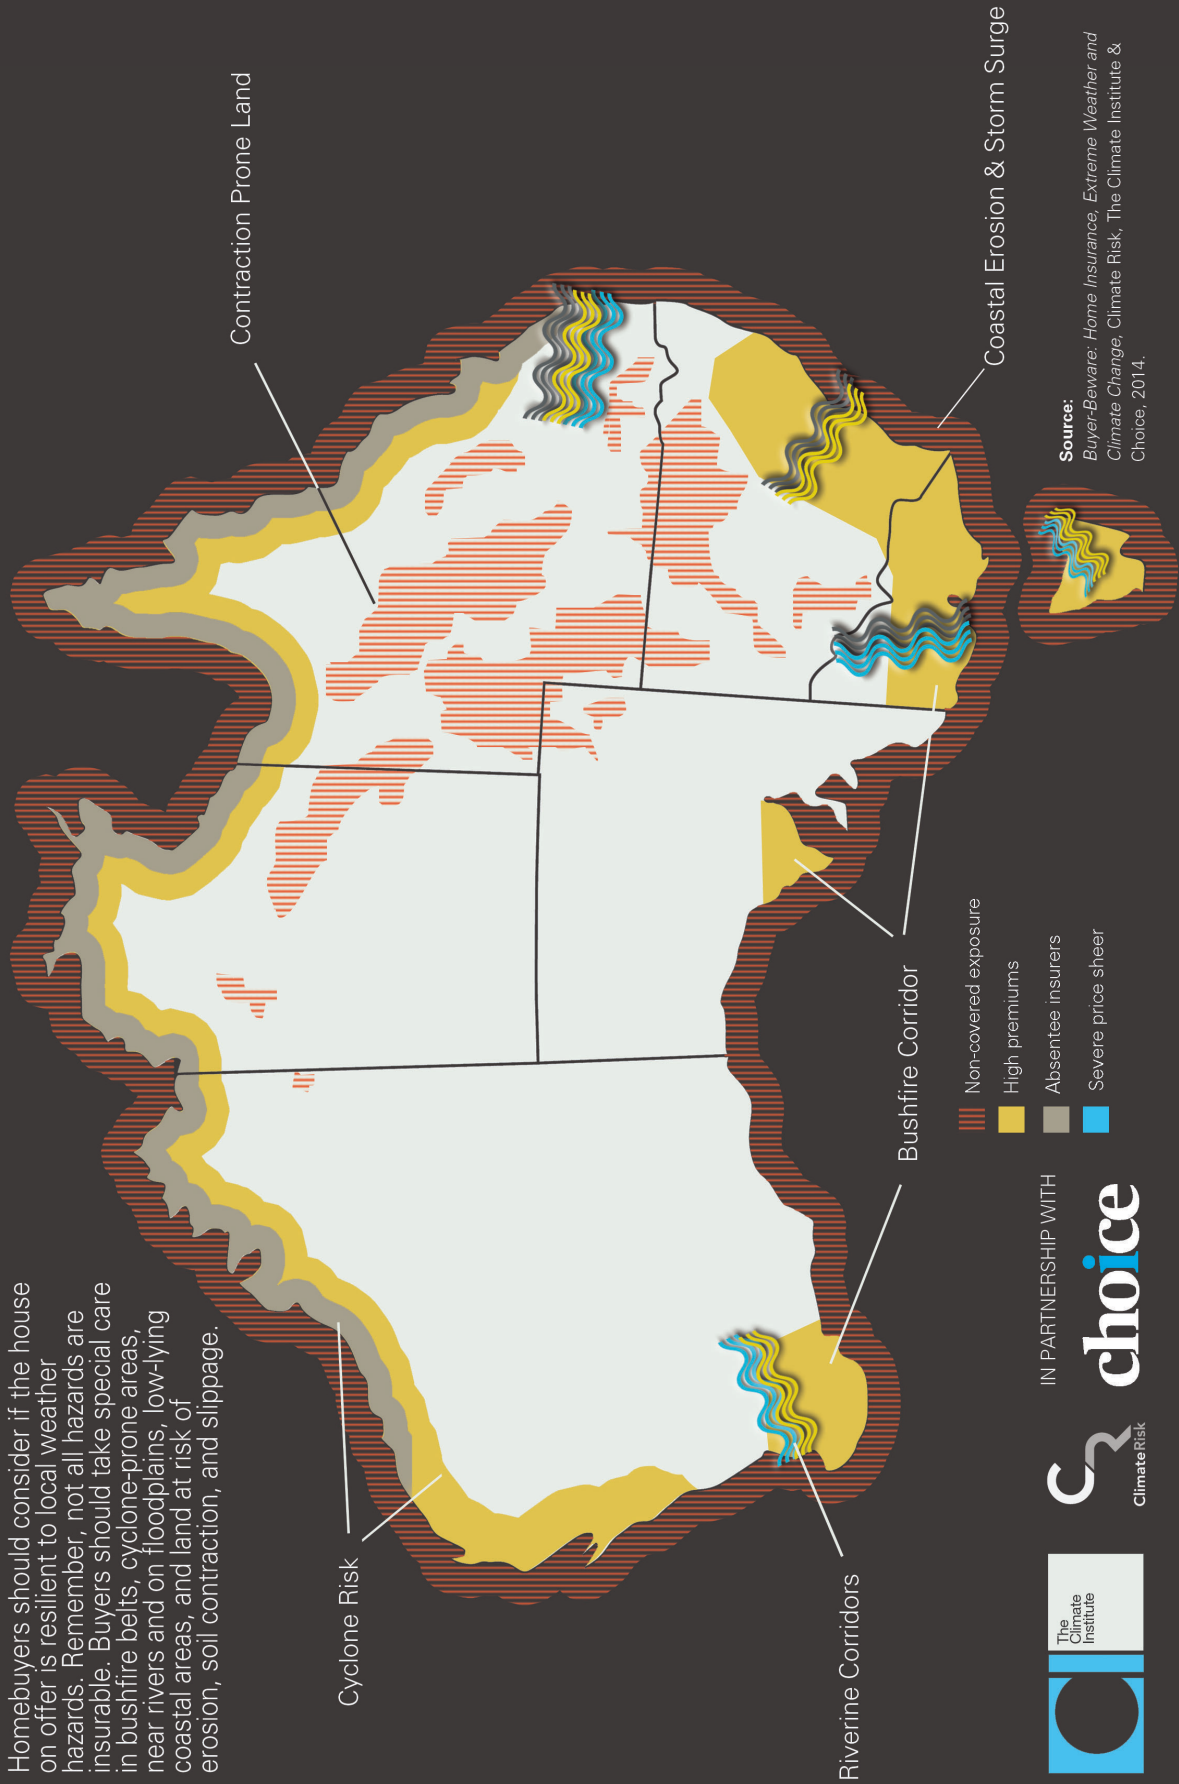 Homebuyers should consider if the house
on offer is resilient to local weather
hazards. Remember, not all hazards are
insurable. Buyers should take special care
in bushfire belts, cyclone-prone areas,
near rivers and on floodplains, low-lying
coastal areas, and land at risk of
erosion, soil contraction, and slippage.
Contraction Prone Land
Cyclone Risk
Riverine Corridors
Bushfire Corridor
Coastal Erosion & Storm Surge
Non-covered exposure
High premiums
Absentee insurers
Severe price sheer
Source:
Buyer-Beware: Home Insurance, Extreme Weather and
Climate Change, Climate Risk, The Climate Institute &
Choice, 2014.
The
Climate
Institute
CR
ClimateRisk
IN PARTNERSHIP WITH
choice